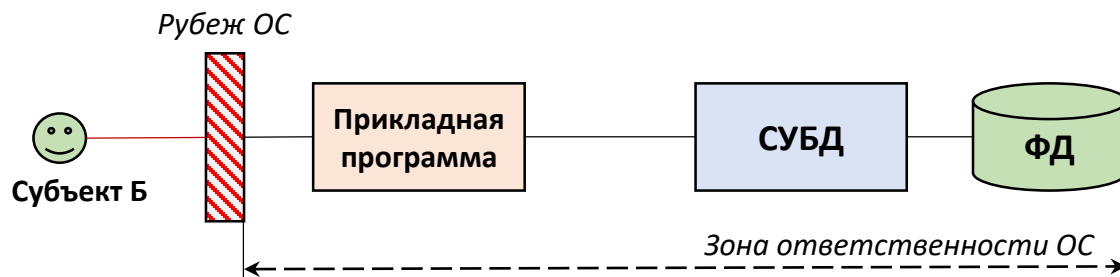 Рубеж ОС
Прикладная
программа
СУБД
ФД
Субъект Б
Зона ответственности ОС